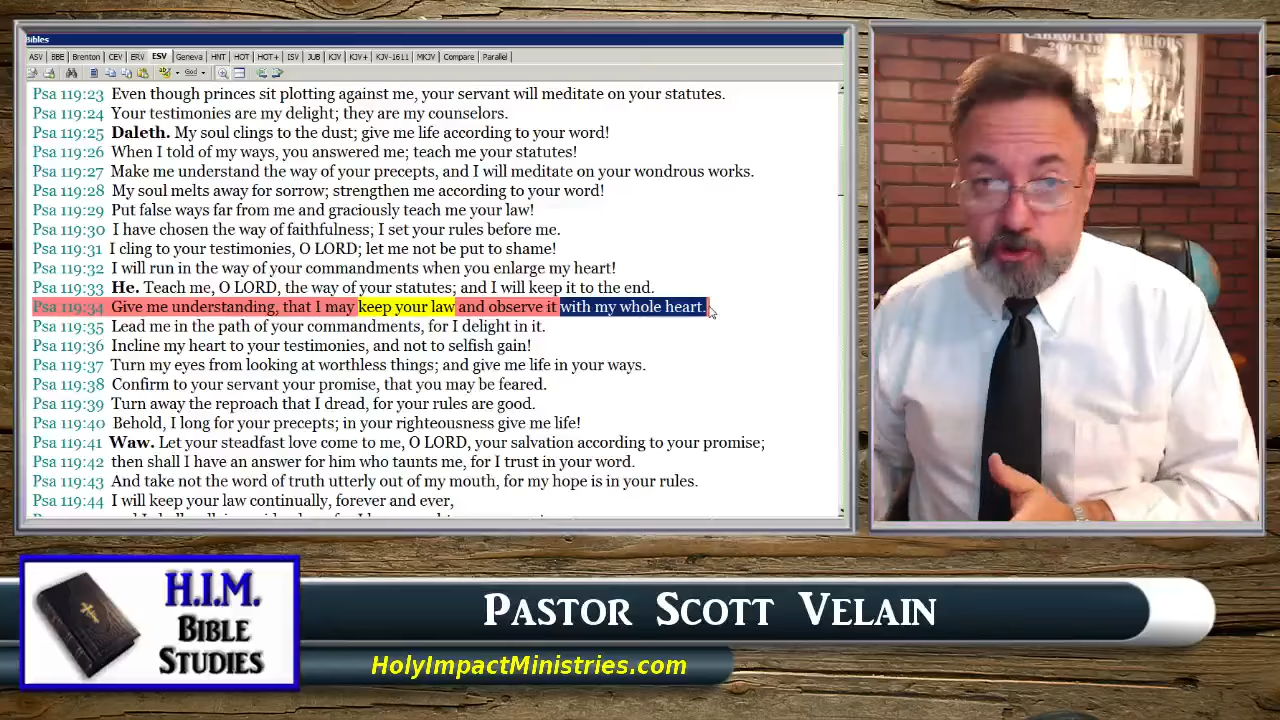 Bibles
ASV BBE Brenton CEV ERV ESV Geneva HNT HOT HOT+ ISV JUB KJV KJV+ KJV-1611 MKJV Compare Parallel
God
Psa 119:23 Even though princes sit plotting against me, your servant will meditate on your statutes.
Psa 119:24 Your testimonies are my delight; they are my counselors.
Psa 119:25 Daleth. My soul clings to the dust; give me life according to your word!
Psa 119:26 When I told of my ways, you answered me; teach me your statutes!
Psa 119:27 Make me understand the way of your precepts, and I will meditate on your wondrous works.
Psa 119:28 My soul melts away for sorrow; strengthen me according to your word!
Psa 119:29 Put false ways far from me and graciously teach me your law!
Psa 119:30 I have chosen the way of faithfulness; I set your rules before me.
Psa 119:31 I cling to your testimonies, O LORD; let me not be put to shame!
Psa 119:32 I will run in the way of your commandments when you enlarge my heart!
Psa 119:33 He. Teach me, O LORD, the way of your statutes; and I will keep it to the end.
Psa 119:34 Give me understanding, that I may keep your law and observe it with my whole heart.
Psa 119:35 Lead me in the path of your commandments, for I delight in it.
Psa 119:36 Incline my heart to your testimonies, and not to selfish gain!
Psa 119:37 Turn my eyes from looking at worthless things; and give me life in your ways.
Psa 119:38 Confirm to your servant your promise, that you may be feared.
Psa 119:39 Turn away the reproach that I dread, for your rules are good.
Psa 119:40 Behold, I long for your precepts; in your righteousness give me life!
Psa 119:41 Waw. Let your steadfast love come to me, O LORD, your salvation according to your promise;
Psa 119:42 then shall I have an answer for him who taunts me, for I trust in your word.
Psa 119:43 And take not the word of truth utterly out of my mouth, for my hope is in your rules.
Psa 119:44 I will keep your law continually, forever and ever,
H.I.M.
BIBLE
STUDIES
PASTOR SCOTT VELAIN
HolyImpactMinistries.com